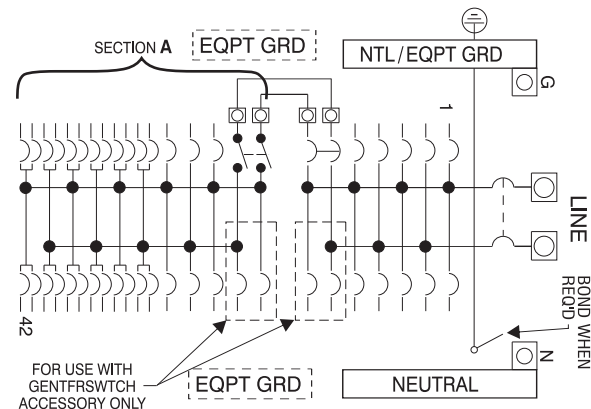 SECTION A
EQPT GRD
NTL/EQPT GRD
G
1
LINE
BOND WHEN
REQ'D
42
N
FOR USE WITH
GENTFRSWTCH
ACCESSORY ONLY
EQPT GRD
NEUTRAL